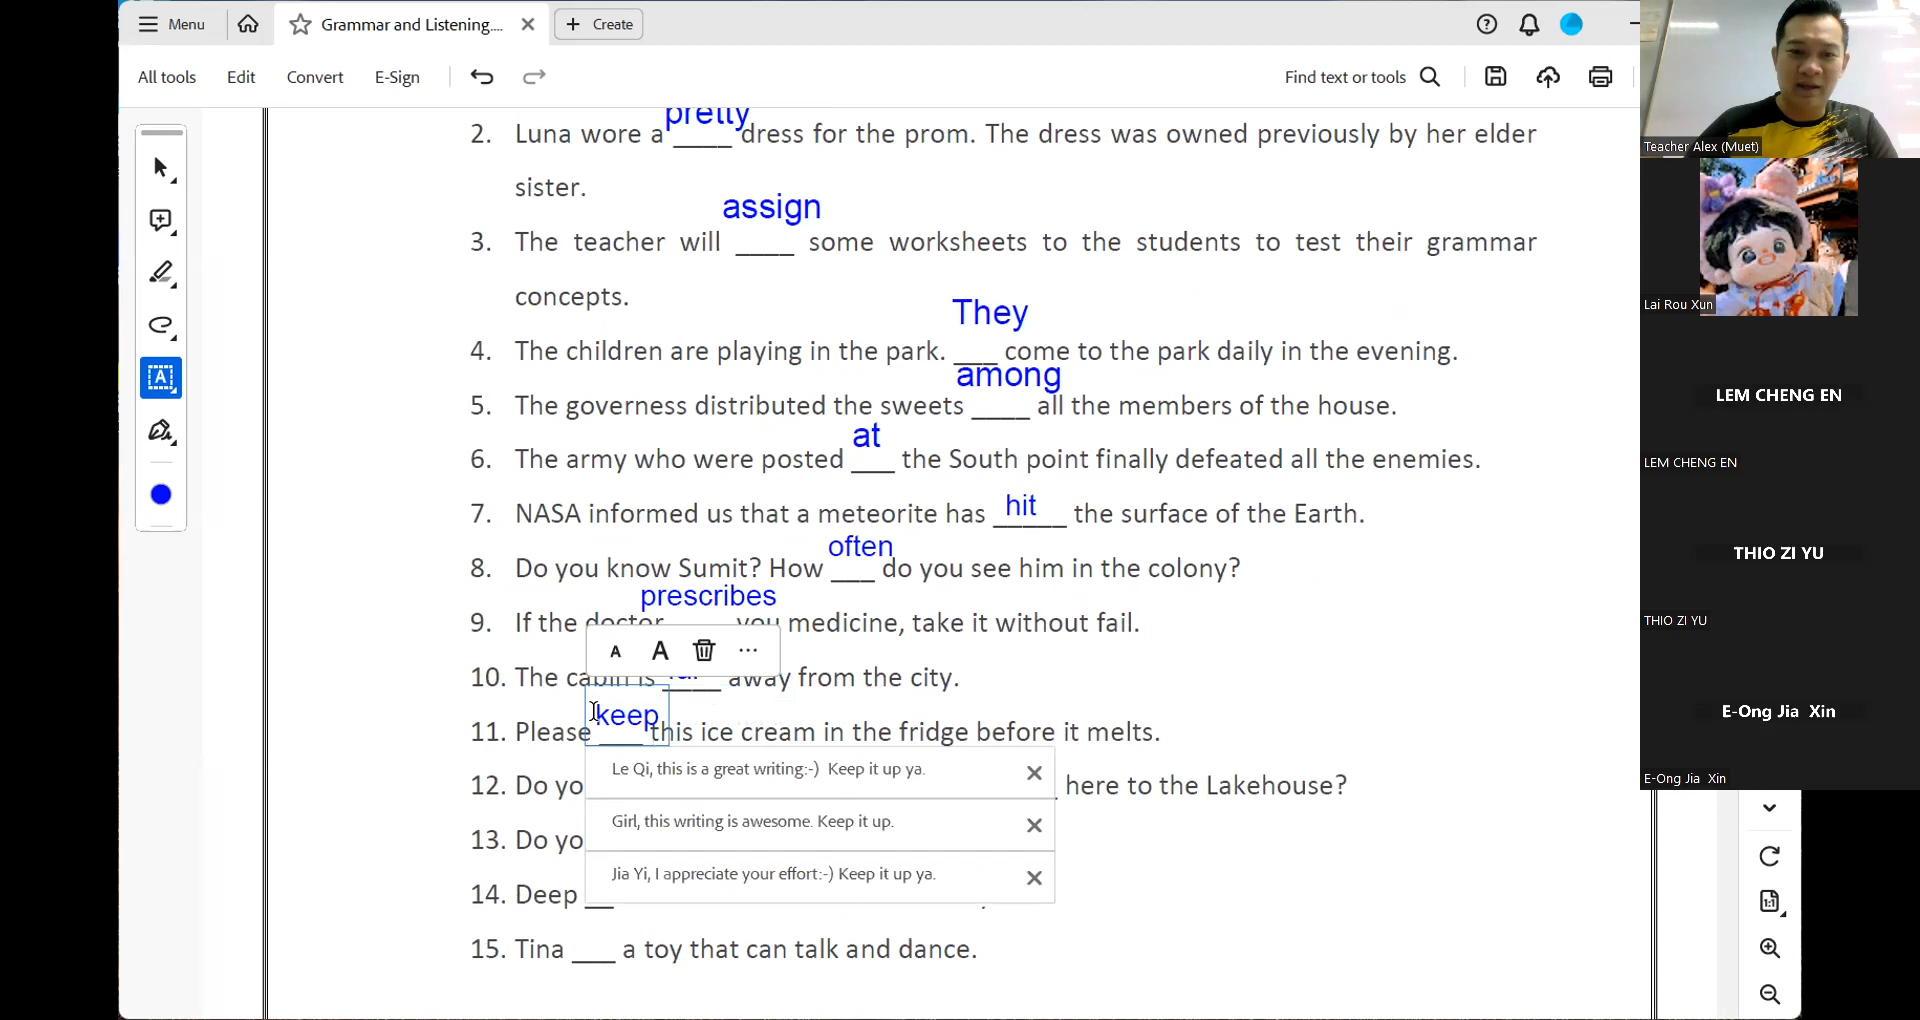 Menu
Grammar and Listening....
Create
All tools
Edit
Convert
E-Sign
Find text or tools
pretty
2. Luna wore a ____ dress for the prom. The dress was owned previously by her elder
sister.
assign
3. The teacher will ____ some worksheets to the students to test their grammar
concepts.
They
4. The children are playing in the park. ___ come to the park daily in the evening.
among
5. The governess distributed the sweets ____ all the members of the house.
at
6. The army who were posted ___ the South point finally defeated all the enemies.
hit
7. NASA informed us that a meteorite has _____ the surface of the Earth.
often
8. Do you know Sumit? How ___ do you see him in the colony?
prescribes
9. If the doctor you medicine, take it without fail.
A A
10. The cabin is ____ away from the city.
keep
11. Please ___ this ice cream in the fridge before it melts.
Le Qi, this is a great writing:-) Keep it up ya.
12. Do yo here to the Lakehouse?
Girl, this writing is awesome. Keep it up.
13. Do yo
Jia Yi, I appreciate your effort:-) Keep it up ya.
14. Deep __
15. Tina ___ a toy that can talk and dance.
Teacher Alex (Muet)
Lai Rou Xun
LEM CHENG EN
LEM CHENG EN
THIO ZI YU
THIO ZI YU
E-Ong Jia Xin
E-Ong Jia Xin
1:1